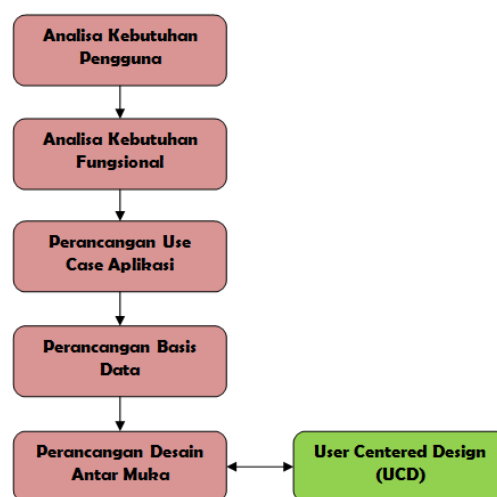 Analisa Kebutuhan
Pengguna
Analisa Kebutuhan
Fungsional
Perancangan Use
Case Aplikasi
Perancangan Basis
Data
Perancangan Desain
Antar Muka
User Centered Design
(UCD)